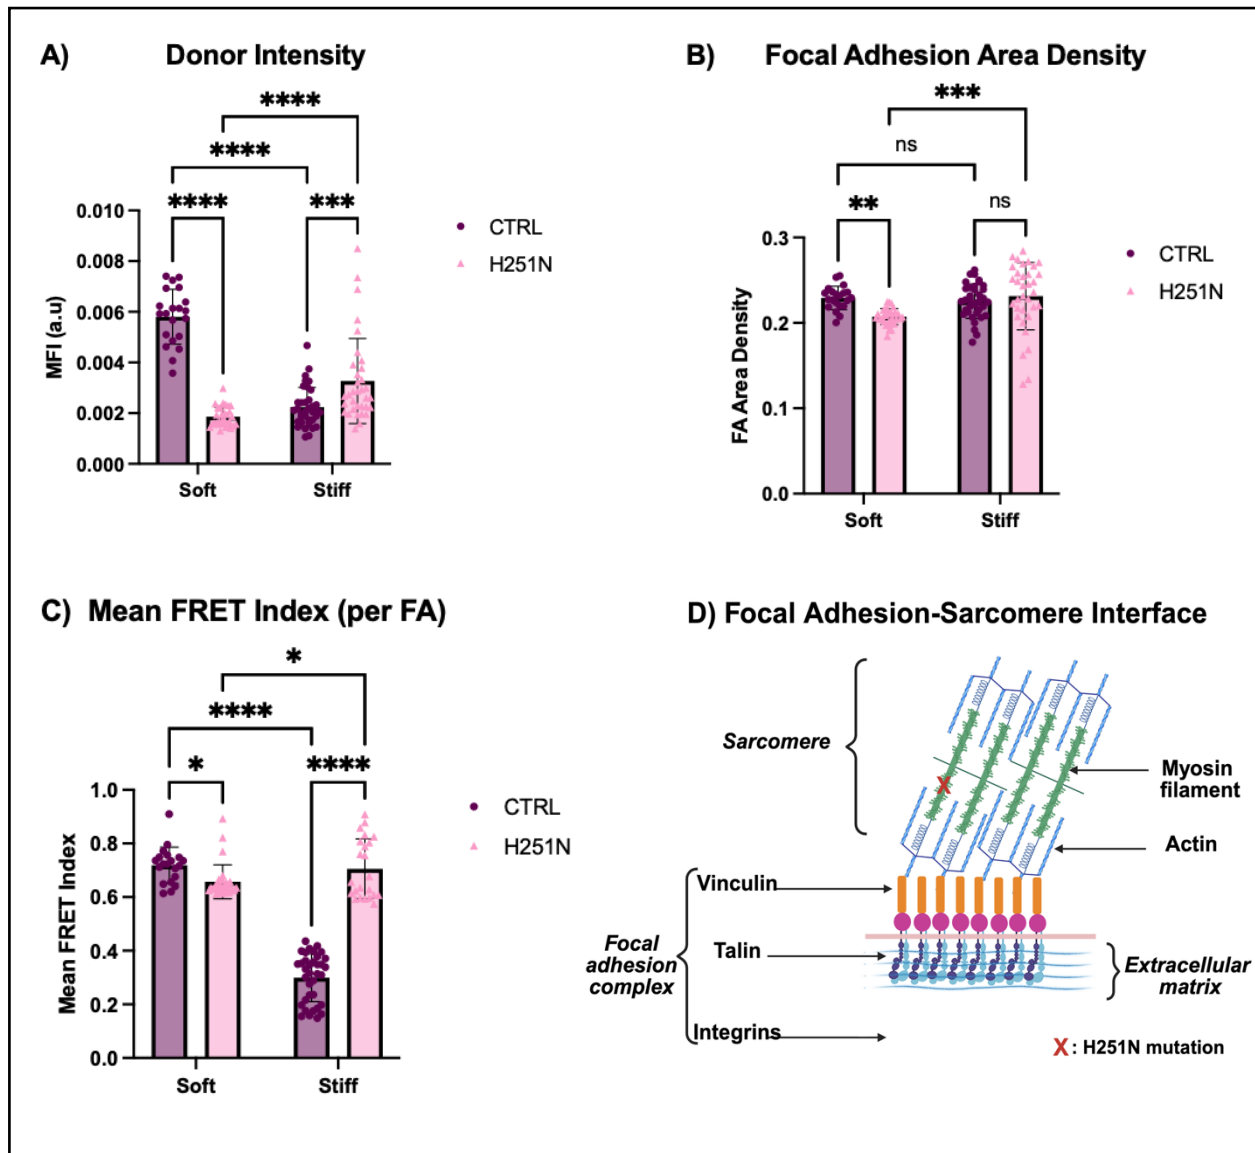 A) Donor Intensity
****
****
**** ***
0.010
0.008
0.006
0.004
0.002
0.000
MFI (a.u)
Soft Stiff
CTRL
H251N
B) Focal Adhesion Area Density
***
ns
** ns
0.3
0.2
0.1
0.0
FA Area Density
Soft Stiff
CTRL
H251N
C) Mean FRET Index (per FA)
*
****
* ****
1.0
0.8
0.6
0.4
0.2
0.0
Mean FRET Index
Soft Stiff
CTRL
H251N
D) Focal Adhesion-Sarcomere Interface
Sarcomere
Myosin
filament
X
Actin
Vinculin
Talin
Integrins
Focal
adhesion
complex
Extracellular
matrix
X : H251N mutation